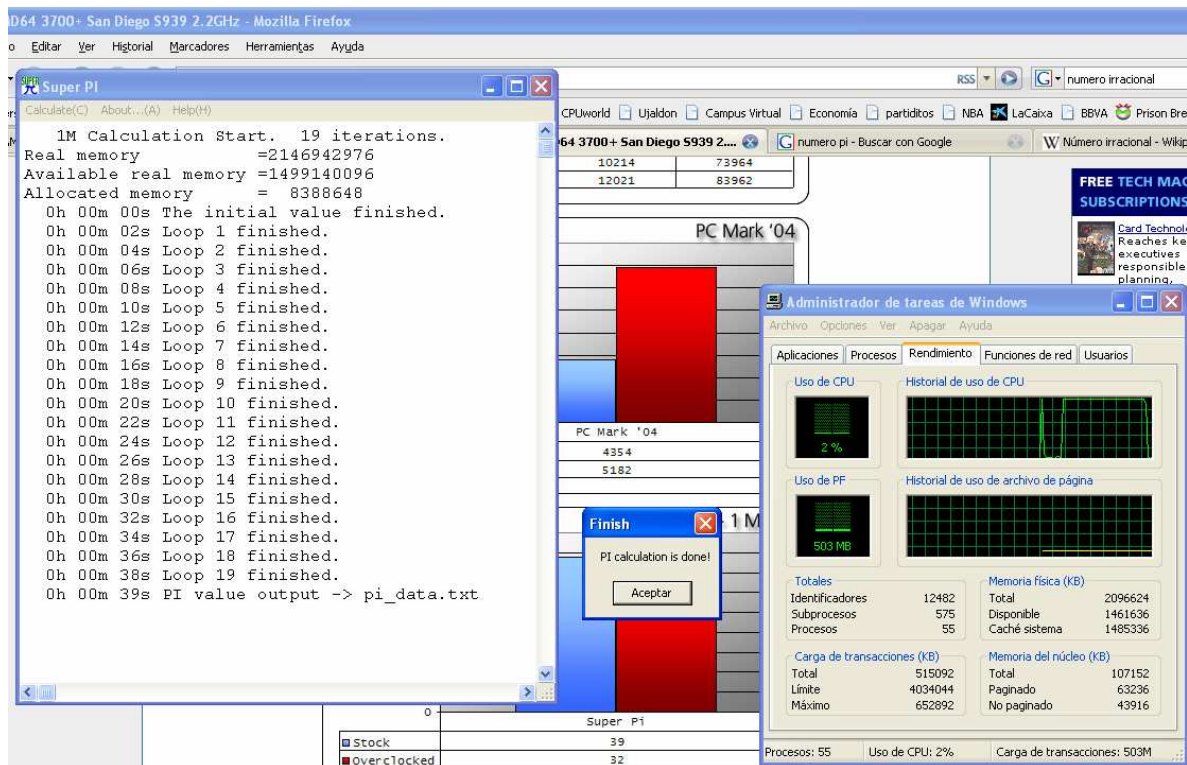 D64 3700+ San Diego S939 2.2GHz - Mozilla Firefox
Editar Ver Historial Marcadores Herramientas Ayuda
RSS numero irracional
CPUworld Ujaldon Campus Virtual Economía partiditos NBA LaCaixa BBVA Prison Bre
64 3700+ San Diego S939 2.... numero pi - Buscar con Google Número irracional - Wikip
Super PI
Calculate(C) About...(A) Help(H)
1M Calculation Start. 19 iterations.
Real memory =2146942976
Available real memory =1499140096
Allocated memory = 8388648
0h 00m 00s The initial value finished.
0h 00m 02s Loop 1 finished.
0h 00m 04s Loop 2 finished.
0h 00m 06s Loop 3 finished.
0h 00m 08s Loop 4 finished.
0h 00m 10s Loop 5 finished.
0h 00m 12s Loop 6 finished.
0h 00m 14s Loop 7 finished.
0h 00m 16s Loop 8 finished.
0h 00m 18s Loop 9 finished.
0h 00m 20s Loop 10 finished.
0h 00m 22s Loop 11 finished.
0h 00m 24s Loop 12 finished.
0h 00m 26s Loop 13 finished.
0h 00m 28s Loop 14 finished.
0h 00m 30s Loop 15 finished.
0h 00m 32s Loop 16 finished.
0h 00m 34s Loop 17 finished.
0h 00m 36s Loop 18 finished.
0h 00m 38s Loop 19 finished.
0h 00m 39s PI value output -> pi_data.txt
10214 73964
12021 83962
PC Mark '04
PC Mark '04
4354
5182
1 M
Finish
PI calculation is done!
Aceptar
0
Super Pi
Stock 39
Overclocked 32
FREE TECH MAG
SUBSCRIPTIONS
Card Technol
Reaches ke
executives
responsible
planning,
Administrador de tareas de Windows
Archivo Opciones Ver Apagar Ayuda
Aplicaciones Procesos Rendimiento Funciones de red Usuarios
Uso de CPU Historial de uso de CPU
2 %
Uso de PF Historial de uso de archivo de página
503 MB
Totales
Identificadores 12482
Subprocesos 575
Procesos 55
Memoria física (KB)
Total 2096624
Disponible 1461636
Caché sistema 1485336
Carga de transacciones (KB)
Total 515092
Límite 4034044
Máximo 652892
Memoria del núcleo (KB)
Total 107152
Paginado 63236
No paginado 43916
Procesos: 55 Uso de CPU: 2% Carga de transacciones: 503M